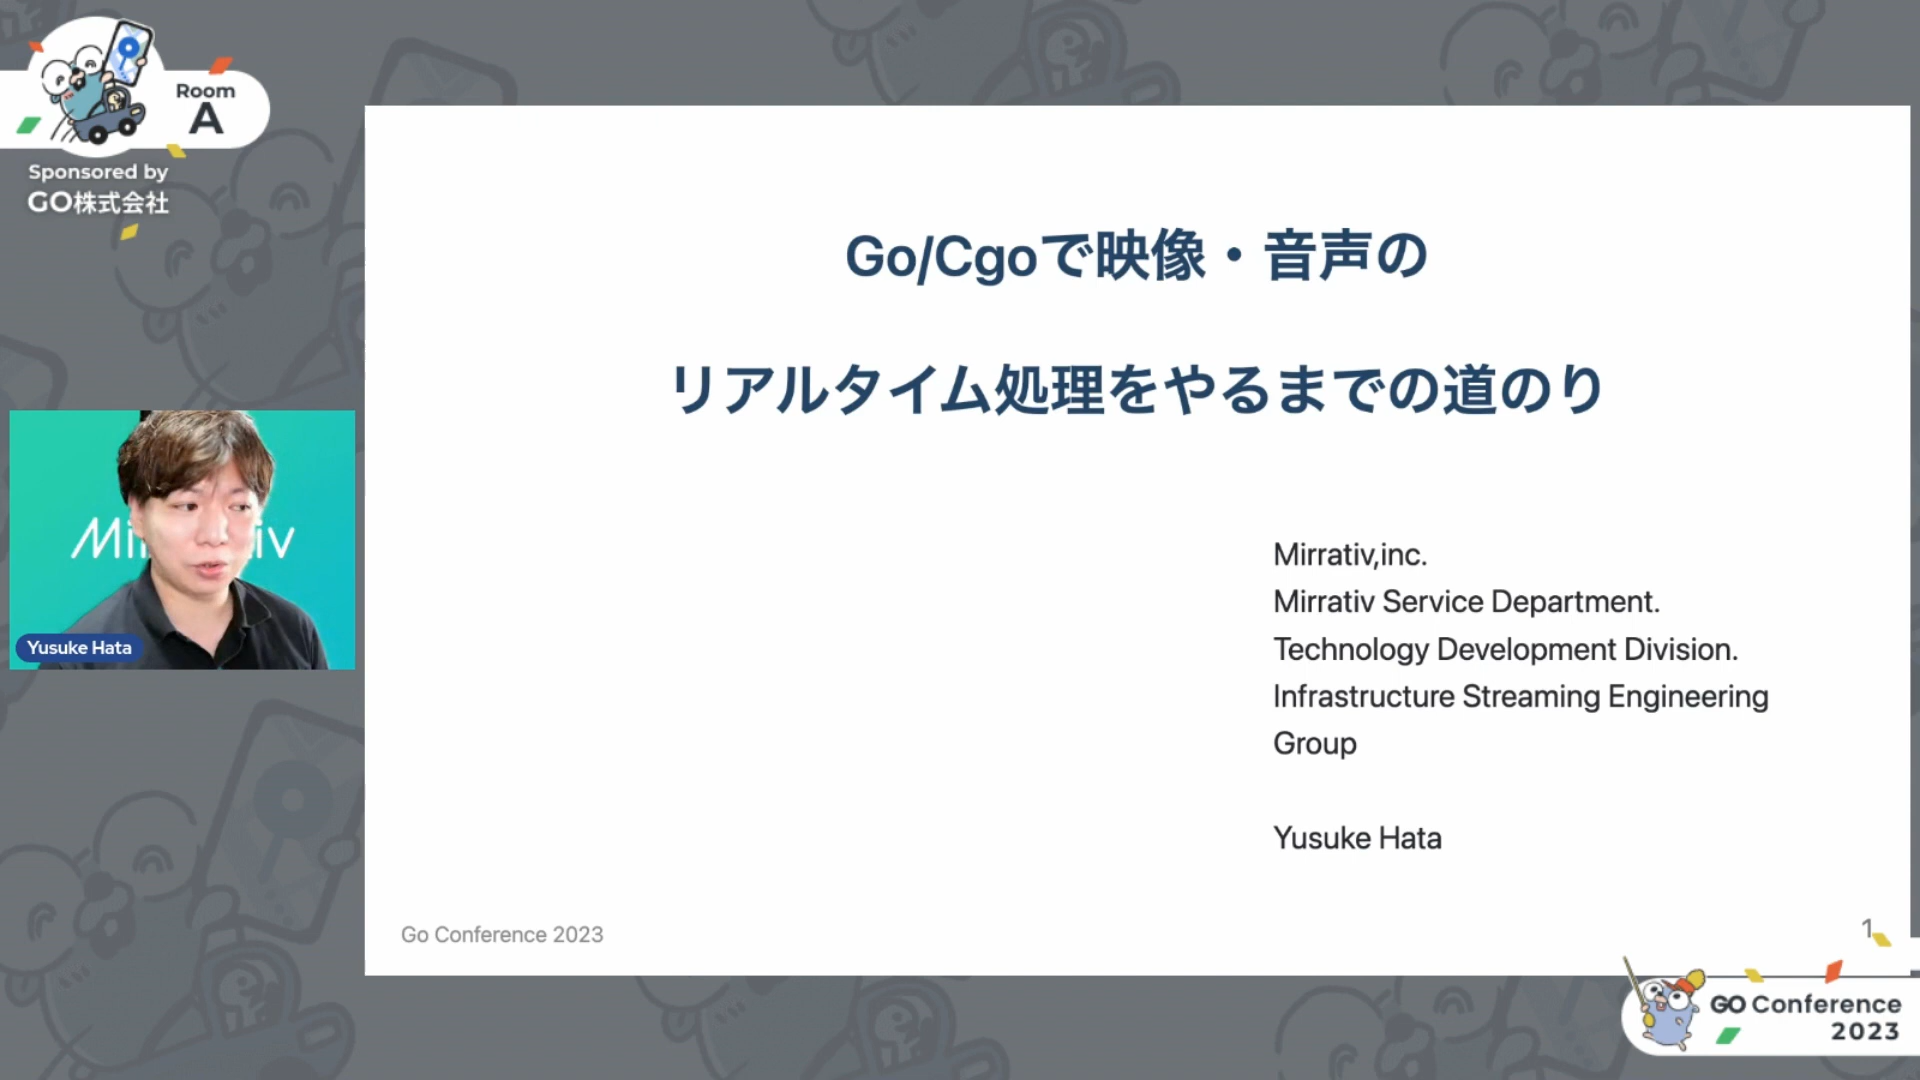 Room
A
Sponsored by
GO株式会社
Go/Cgoで映像・音声の
リアルタイム処理をやるまでの道のり
Mirrativ
Yusuke Hata
Mirrativ,inc.
Mirrativ Service Department.
Technology Development Division.
Infrastructure Streaming Engineering
Group
Yusuke Hata
Go Conference 2023
1
GO Conference
2023